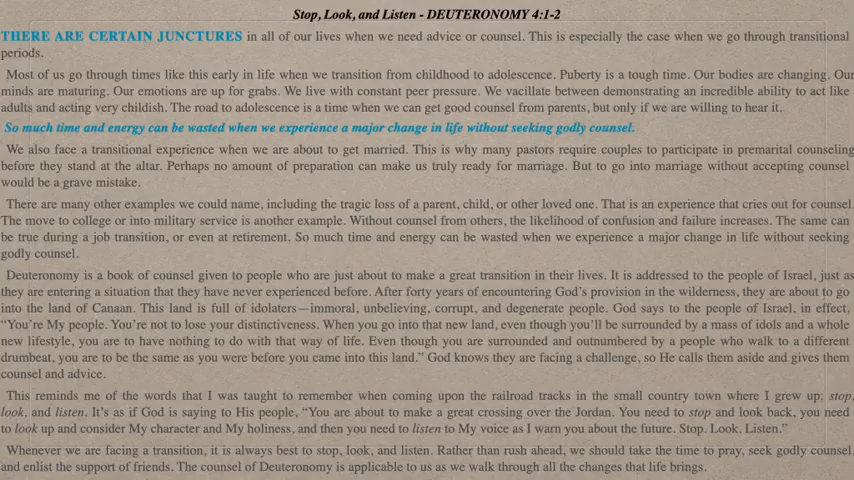 Stop, Look, and Listen - DEUTERONOMY 4:1-2
THERE ARE CERTAIN JUNCTURES in all of our lives when we need advice or counsel. This is especially the case when we go through transitional
periods.
Most of us go through times like this early in life when we transition from childhood to adolescence. Puberty is a tough time. Our bodies are changing. Our
minds are maturing. Our emotions are up for grabs. We live with constant peer pressure. We vacillate between demonstrating an incredible ability to act like
adults and acting very childish. The road to adolescence is a time when we can get good counsel from parents, but only if we are willing to hear it.
So much time and energy can be wasted when we experience a major change in life without seeking godly counsel.
We also face a transitional experience when we are about to get married. This is why many pastors require couples to participate in premarital counseling
before they stand at the altar. Perhaps no amount of preparation can make us truly ready for marriage. But to go into marriage without accepting counsel
would be a grave mistake.
There are many other examples we could name, including the tragic loss of a parent, child, or other loved one. That is an experience that cries out for counsel.
The move to college or into military service is another example. Without counsel from others, the likelihood of confusion and failure increases. The same can
be true during a job transition, or even at retirement. So much time and energy can be wasted when we experience a major change in life without seeking
godly counsel.
Deuteronomy is a book of counsel given to people who are just about to make a great transition in their lives. It is addressed to the people of Israel, just as
they are entering a situation that they have never experienced before. After forty years of encountering God’s provision in the wilderness, they are about to go
into the land of Canaan. This land is full of idolaters—immoral, unbelieving, corrupt, and degenerate people. God says to the people of Israel, in effect,
“You’re My people. You’re not to lose your distinctiveness. When you go into that new land, even though you’ll be surrounded by a mass of idols and a whole
new lifestyle, you are to have nothing to do with that way of life. Even though you are surrounded and outnumbered by a people who walk to a different
drumbeat, you are to be the same as you were before you came into this land.” God knows they are facing a challenge, so He calls them aside and gives them
counsel and advice.
This reminds me of the words that I was taught to remember when coming upon the railroad tracks in the small country town where I grew up: stop,
look, and listen. It’s as if God is saying to His people, “You are about to make a great crossing over the Jordan. You need to stop and look back, you need
to look up and consider My character and My holiness, and then you need to listen to My voice as I warn you about the future. Stop. Look. Listen.”
Whenever we are facing a transition, it is always best to stop, look, and listen. Rather than rush ahead, we should take the time to pray, seek godly counsel,
and enlist the support of friends. The counsel of Deuteronomy is applicable to us as we walk through all the changes that life brings.